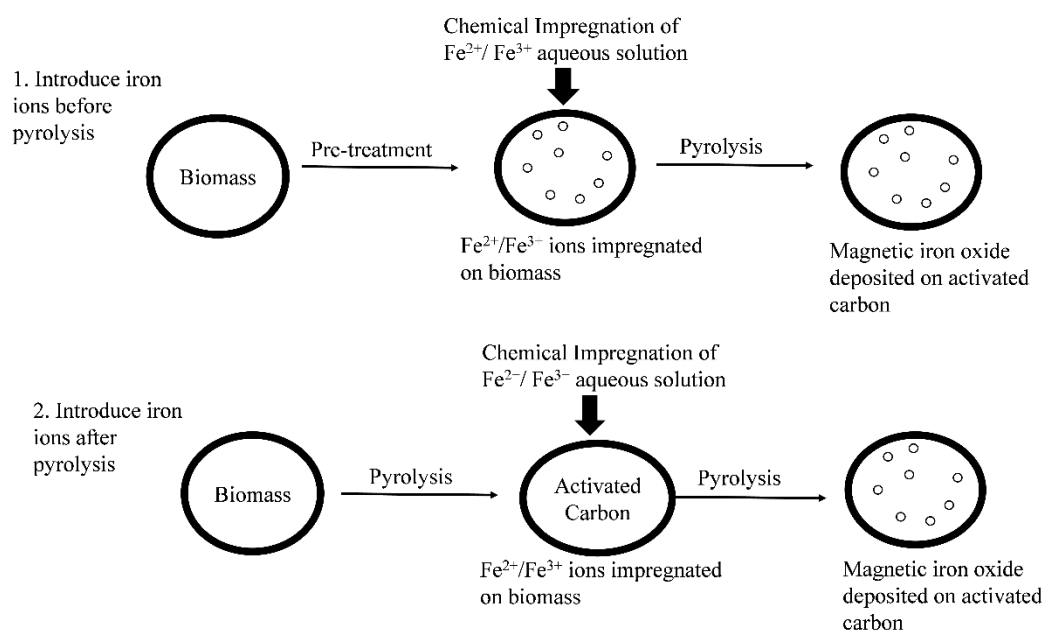 Chemical Impregnation of
Fe²⁺/ Fe³⁺ aqueous solution
1. Introduce iron
ions before
pyrolysis
Biomass
Pre-treatment
Pyrolysis
Fe²⁺/Fe³⁻ ions impregnated
on biomass
Magnetic iron oxide
deposited on activated
carbon
Chemical Impregnation of
Fe²⁻/ Fe³⁻ aqueous solution
2. Introduce iron
ions after
pyrolysis
Biomass
Pyrolysis
Activated
Carbon
Pyrolysis
Fe²⁺/Fe³⁺ ions impregnated
on biomass
Magnetic iron oxide
deposited on activated
carbon